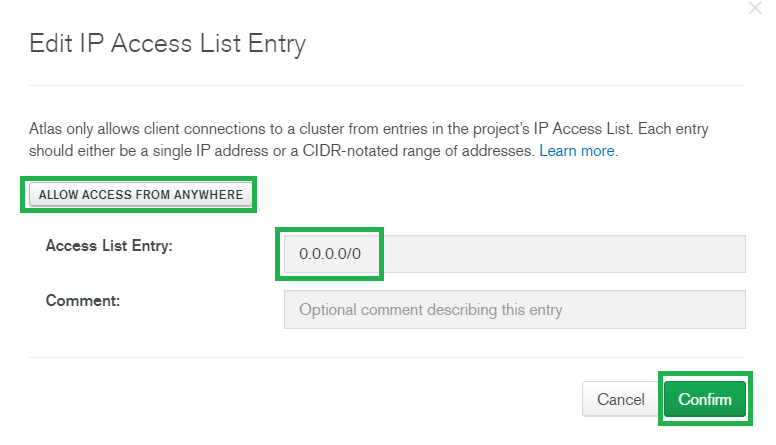 Edit IP Access List Entry
Atlas only allows client connections to a cluster from entries in the project's IP Access List. Each entry
should either be a single IP address or a CIDR-notated range of addresses. Learn more.
ALLOW ACCESS FROM ANYWHERE
Access List Entry:
0.0.0.0/0
Comment:
Optional comment describing this entry
Cancel
Confirm